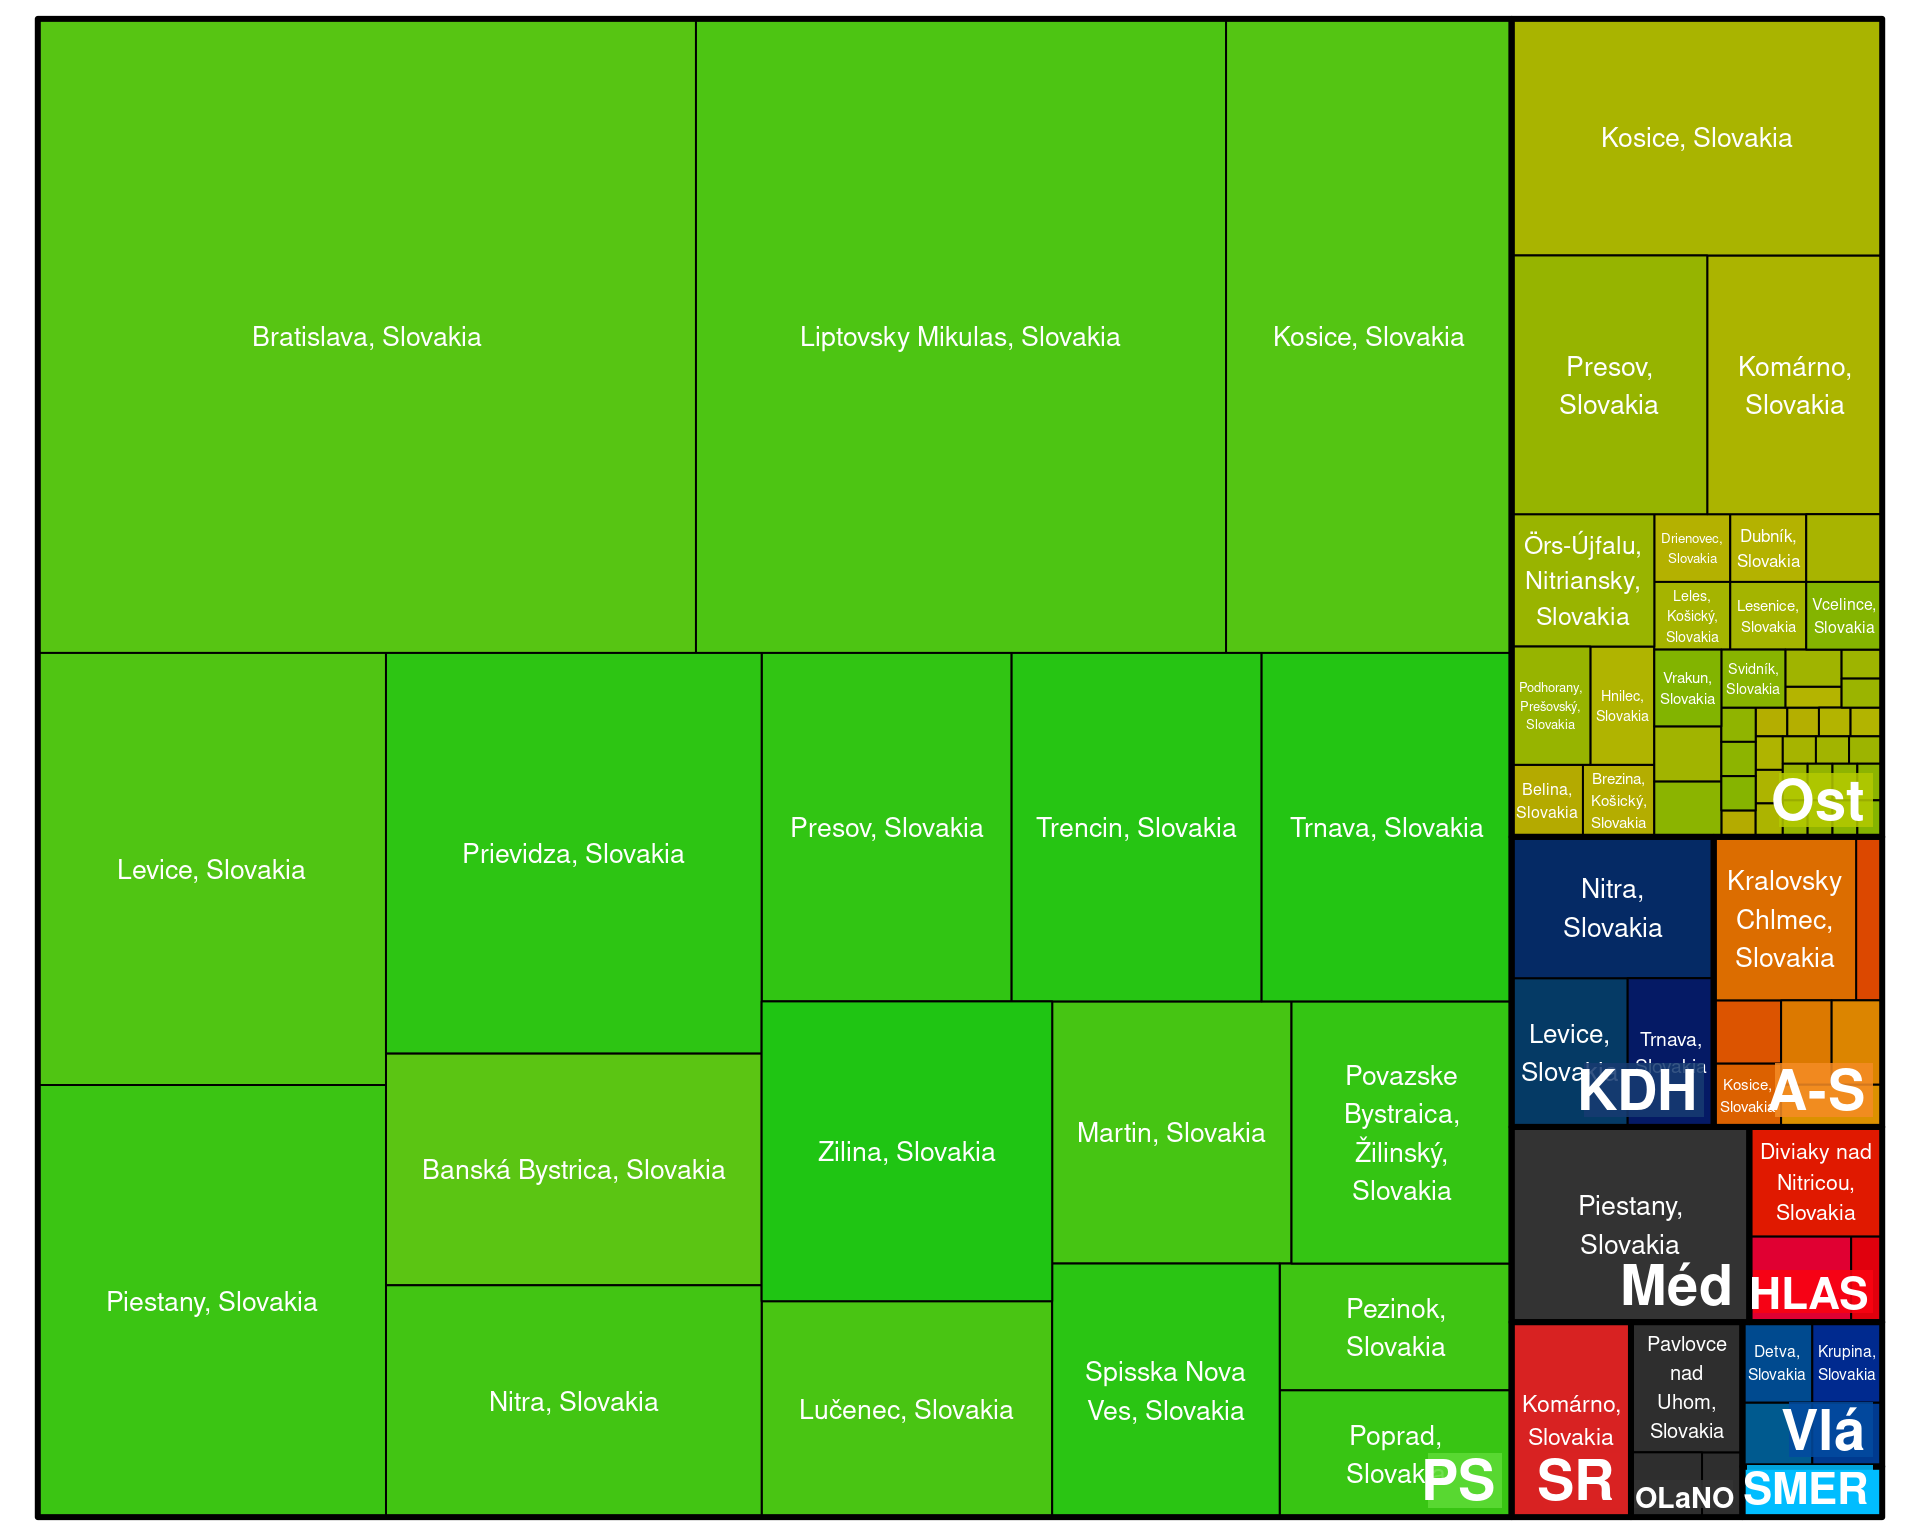 Bratislava, Slovakia
Liptovsky Mikulas, Slovakia
Kosice, Slovakia
Levice, Slovakia
Prievidza, Slovakia
Presov, Slovakia
Trencin, Slovakia
Trnava, Slovakia
Piestany, Slovakia
Banská Bystrica, Slovakia
Nitra, Slovakia
Zilina, Slovakia
Lučenec, Slovakia
Martin, Slovakia
Povazske
Bystraica,
Žilinský,
Slovakia
Spisska Nova
Ves, Slovakia
Pezinok,
Slovakia
Poprad,
Slovakia
PS
Kosice, Slovakia
Presov,
Slovakia
Komárno,
Slovakia
Örs-Újfalu,
Nitriansky,
Slovakia
Drienovec,
Slovakia
Dubník,
Slovakia
Leles,
Košický,
Slovakia
Lesenice,
Slovakia
Vcelince,
Slovakia
Podhorany,
Prešovský,
Slovakia
Hnilec,
Slovakia
Vrakun,
Slovakia
Svidník,
Slovakia
Belina,
Slovakia
Brezina,
Košický,
Slovakia
Ost
Nitra,
Slovakia
Levice,
Slovakia
Trnava,
Slovakia
KDH
Kralovsky
Chlmec,
Slovakia
Kosice,
Slovakia
A-S
Piestany,
Slovakia
Méd
Diviaky nad
Nitricou,
Slovakia
HLAS
Komárno,
Slovakia
SR
Pavlovce
nad
Uhom,
Slovakia
OLaNO
Detva,
Slovakia
Krupina,
Slovakia
Vlá
SMER